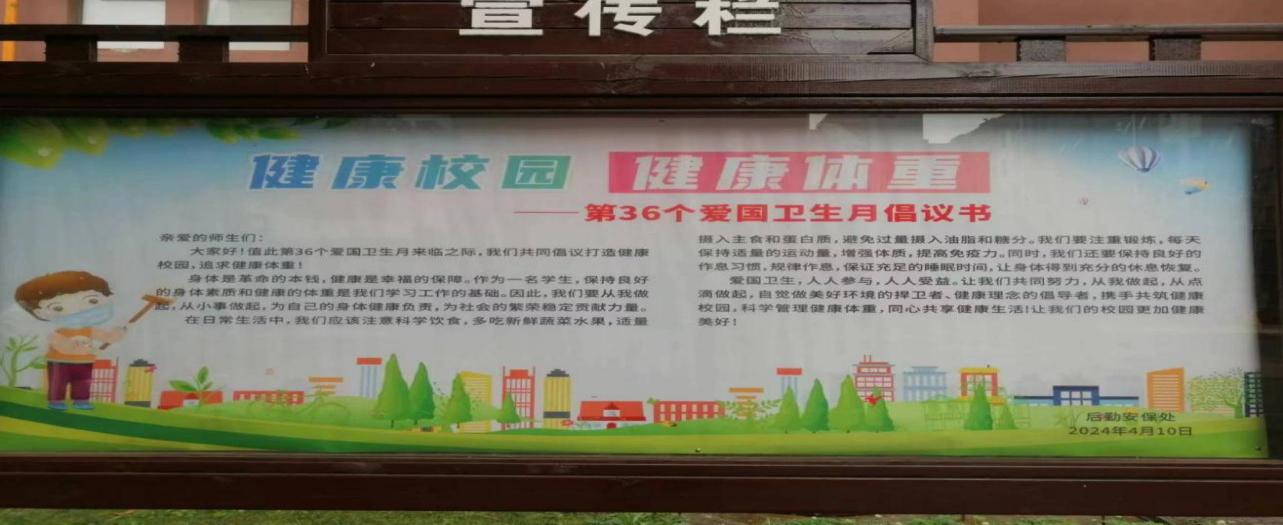 宣传栏
健康校园 健康体重
——第36个爱国卫生月倡议书
亲爱的师生们：
大家好！值此第36个爱国卫生月来临之际，我们共同倡议打造健康
校园，追求健康体重！
身体是革命的本钱，健康是幸福的保障。作为一名学生，保持良好
的身体素质和健康的体重是我们学习工作的基础。因此，我们要从我做
起，从小事做起，为自己的身体健康负责，为社会的繁荣稳定贡献力量。
在日常生活中，我们应该注意科学饮食，多吃新鲜蔬菜水果，适量
摄入主食和蛋白质，避免过量摄入油脂和糖分。我们要注重锻炼，每天
保持适量的运动量，增强体质，提高免疫力。同时，我们还要保持良好的
作息习惯，规律作息，保证充足的睡眠时间，让身体得到充分的休息恢复。
爱国卫生，人人参与，人人受益。让我们共同努力，从我做起，从点
滴做起，自觉做美好环境的捍卫者、健康理念的倡导者，携手共筑健康
校园，科学管理健康体重，同心共享健康生活！让我们的校园更加健康
美好！
后勤安保处
2024年4月10日